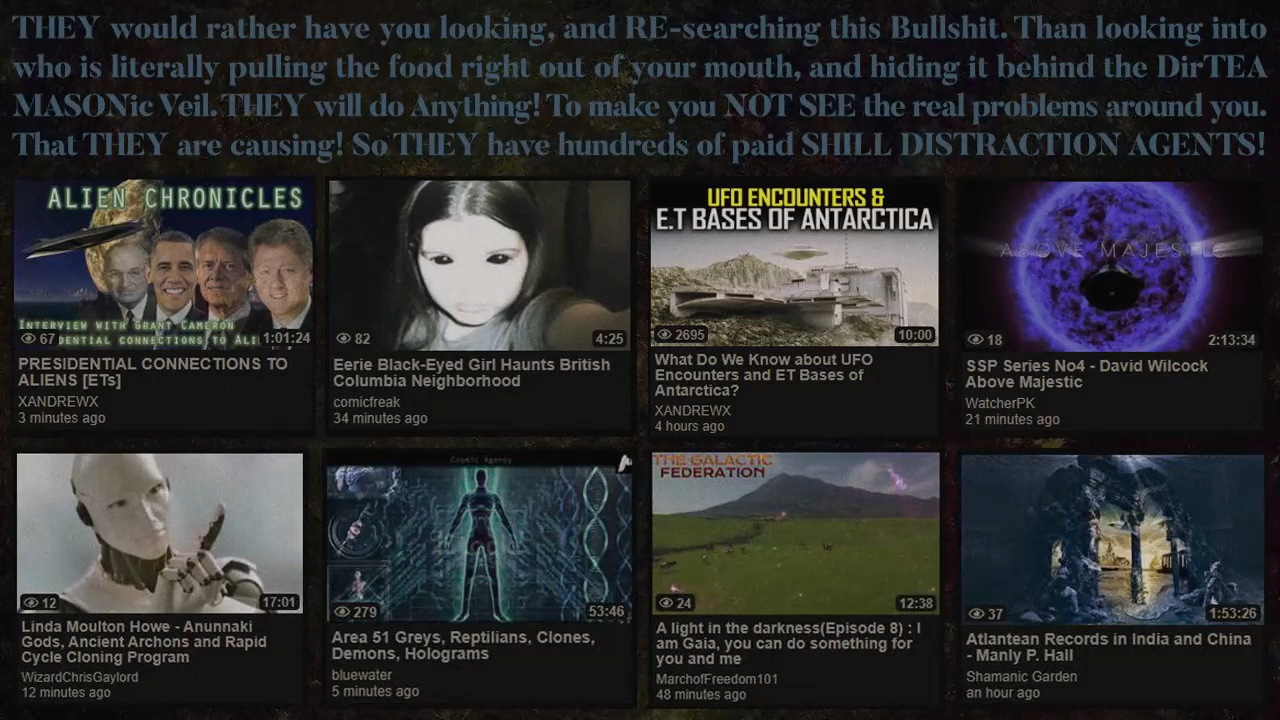 THEY would rather have you looking, and RE-searching this Bullshit. Than looking into
who is literally pulling the food right out of your mouth, and hiding it behind the DirTEA
MASONic Veil. THEY will do Anything! To make you NOT SEE the real problems around you.
That THEY are causing! So THEY have hundreds of paid SHILL DISTRACTION AGENTS!
ALIEN CHRONICLES
INTERVIEW WITH GRANT CAMERON
DENTIAL CONNECTIONS TO ALI
67
1:01:24
PRESIDENTIAL CONNECTIONS TO
ALIENS [ETs]
XANDREWX
3 minutes ago
82
4:25
Eerie Black-Eyed Girl Haunts British
Columbia Neighborhood
comicfreak
34 minutes ago
UFO ENCOUNTERS &
E.T BASES OF ANTARCTICA
2695
10:00
What Do We Know about UFO
Encounters and ET Bases of
Antarctica?
XANDREWX
4 hours ago
ABOVE MAJESTIC
18
2:13:34
SSP Series No4 - David Wilcock
Above Majestic
WatcherPK
21 minutes ago
12
17:01
Linda Moulton Howe - Anunnaki
Gods, Ancient Archons and Rapid
Cycle Cloning Program
WizardChrisGaylord
12 minutes ago
Cosmic Agency
279
53:46
Area 51 Greys, Reptilians, Clones,
Demons, Holograms
bluewater
5 minutes ago
THE GALACTIC
FEDERATION
24
12:38
A light in the darkness(Episode 8) : I
am Gaia, you can do something for
you and me
MarchofFreedom101
48 minutes ago
37
1:53:26
Atlantean Records in India and China
- Manly P. Hall
Shamanic Garden
an hour ago